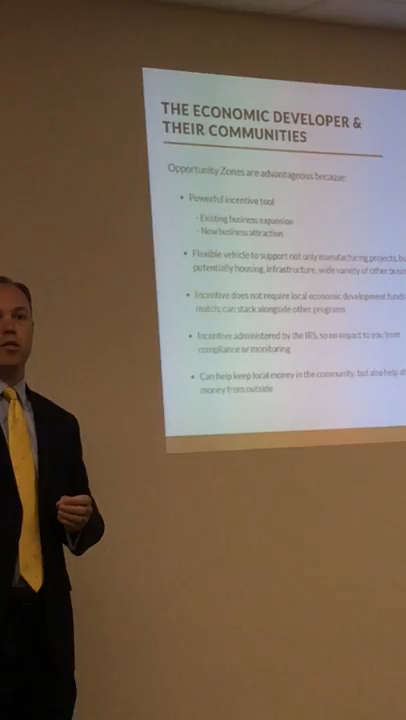 THE ECONOMIC DEVELOPER &
THEIR COMMUNITIES
Opportunity Zones are advantageous because:
• Powerful incentive tool
- Existing business expansion
- New business attraction
• Flexible vehicle to support not only manufacturing projects, bu
potentially housing, infrastructure, wide variety of other busin
• Incentive does not require local economic development funds
match; can stack alongside other programs
• Incentive administered by the IRS, so no impact to you from
compliance or monitoring
• Can help keep local money in the community, but also help at
money from outside